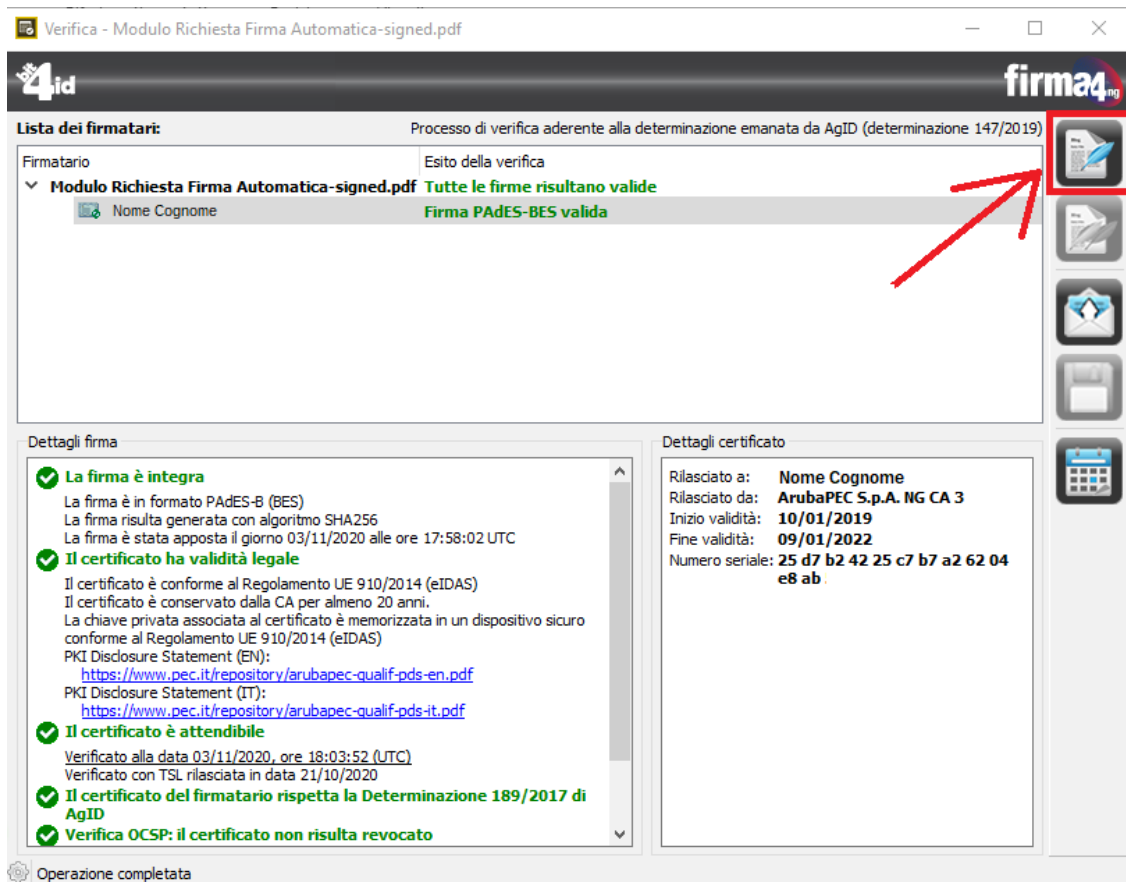 Verifica - Modulo Richiesta Firma Automatica-signed.pdf
bit4id
firma4ng
Lista dei firmatari:
Processo di verifica aderente alla determinazione emanata da AgID (determinazione 147/2019)
Firmatario
Esito della verifica
Modulo Richiesta Firma Automatica-signed.pdf Tutte le firme risultano valide
Nome Cognome
Firma PAdES-BES valida
Dettagli firma
La firma è integra
La firma è in formato PAdES-B (BES)
La firma risulta generata con algoritmo SHA256
La firma è stata apposta il giorno 03/11/2020 alle ore 17:58:02 UTC
Il certificato ha validità legale
Il certificato è conforme al Regolamento UE 910/2014 (eIDAS)
Il certificato è conservato dalla CA per almeno 20 anni.
La chiave privata associata al certificato è memorizzata in un dispositivo sicuro
conforme al Regolamento UE 910/2014 (eIDAS)
PKI Disclosure Statement (EN):
https://www.pec.it/repository/arubapec-qualif-pds-en.pdf
PKI Disclosure Statement (IT):
https://www.pec.it/repository/arubapec-qualif-pds-it.pdf
Il certificato è attendibile
Verificato alla data 03/11/2020, ore 18:03:52 (UTC)
Verificato con TSL rilasciata in data 21/10/2020
Il certificato del firmatario rispetta la Determinazione 189/2017 di
AgID
Verifica OCSP: il certificato non risulta revocato
Dettagli certificato
Rilasciato a: Nome Cognome
Rilasciato da: ArubaPEC S.p.A. NG CA 3
Inizio validità: 10/01/2019
Fine validità: 09/01/2022
Numero seriale: 25 d7 b2 42 25 c7 b7 a2 62 04
e8 ab
Operazione completata